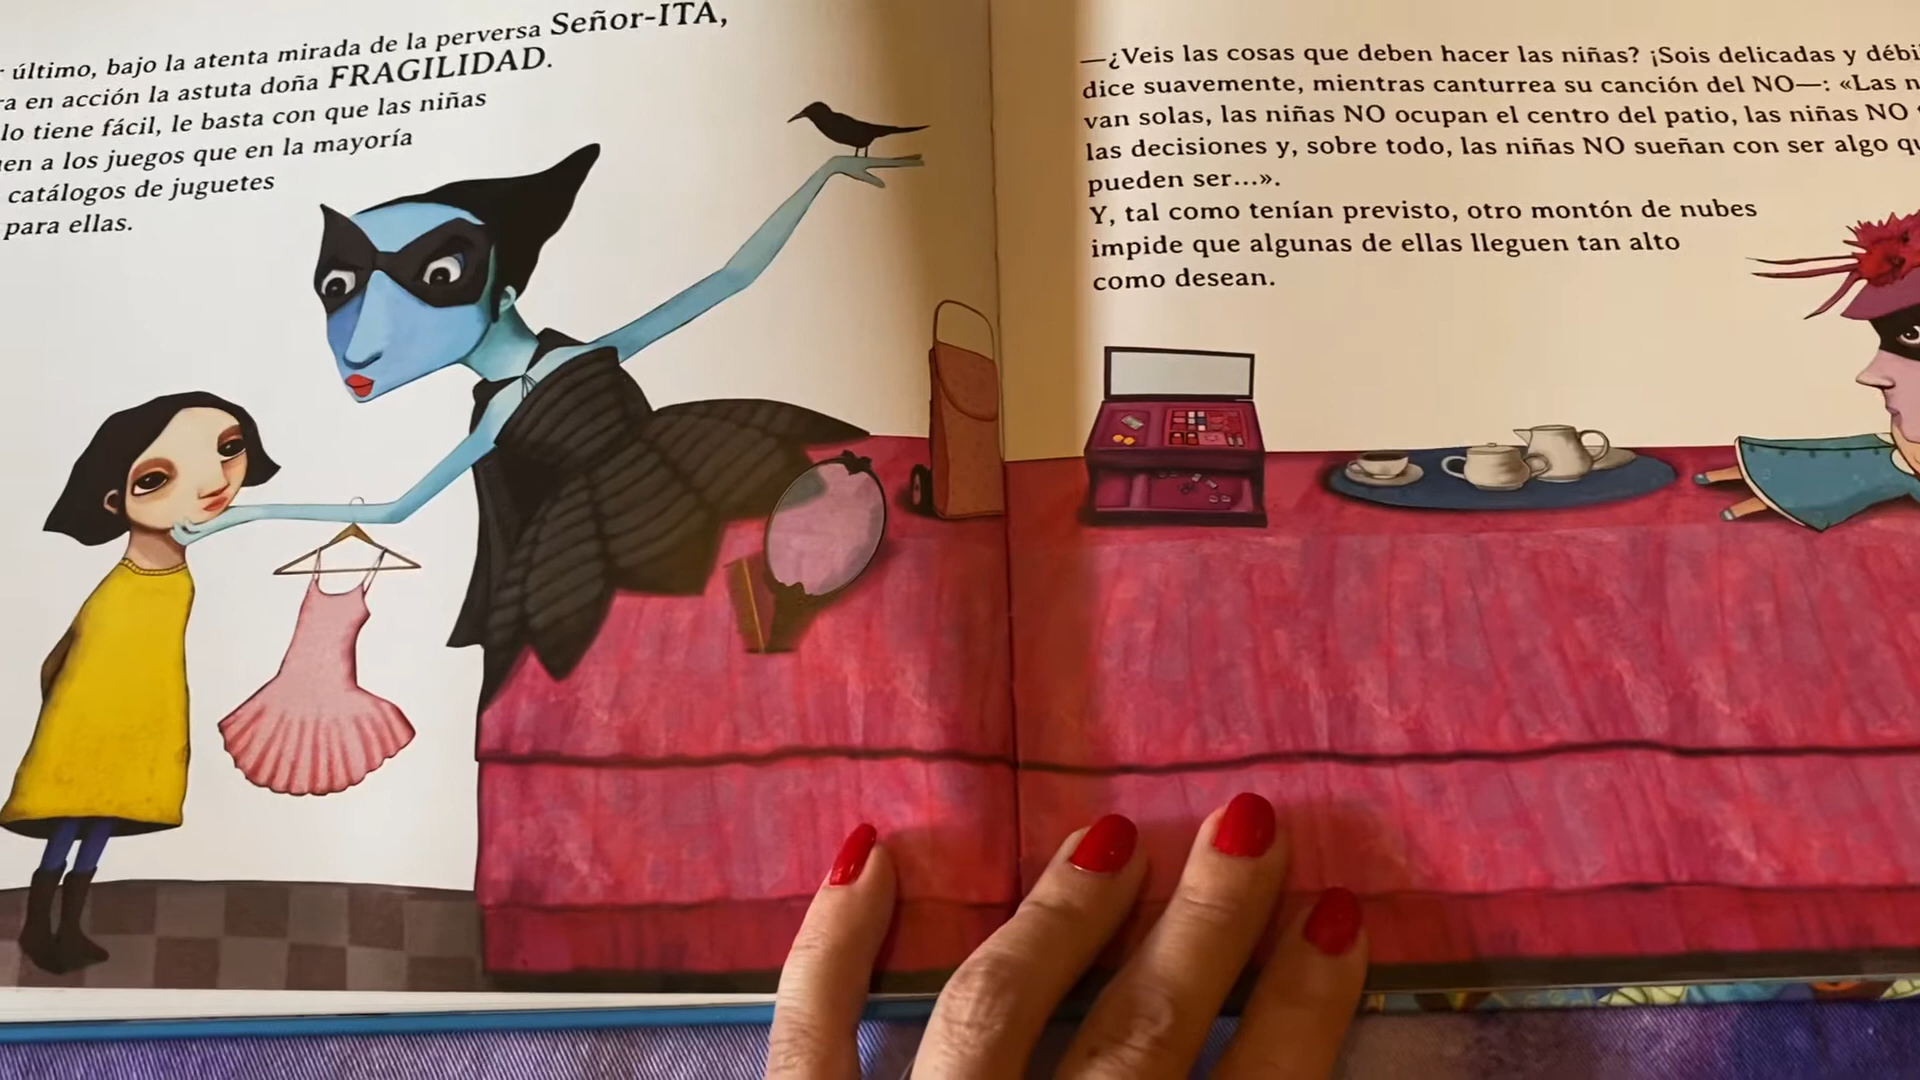 último, bajo la atenta mirada de la perversa Señor-ITA,
en acción la astuta doña FRAGILIDAD.
lo tiene fácil, le basta con que las niñas
a los juegos que en la mayoría
catálogos de juguetes
para ellas.
—¿Veis las cosas que deben hacer las niñas? ¡Sois delicadas y
dice suavemente, mientras canturrea su canción del NO—: «Las
van solas, las niñas NO ocupan el centro del patio, las niñas NO
las decisiones y, sobre todo, las niñas NO sueñan con ser algo
pueden ser...».
Y, tal como tenían previsto, otro montón de nubes
impide que algunas de ellas lleguen tan alto
como desean.